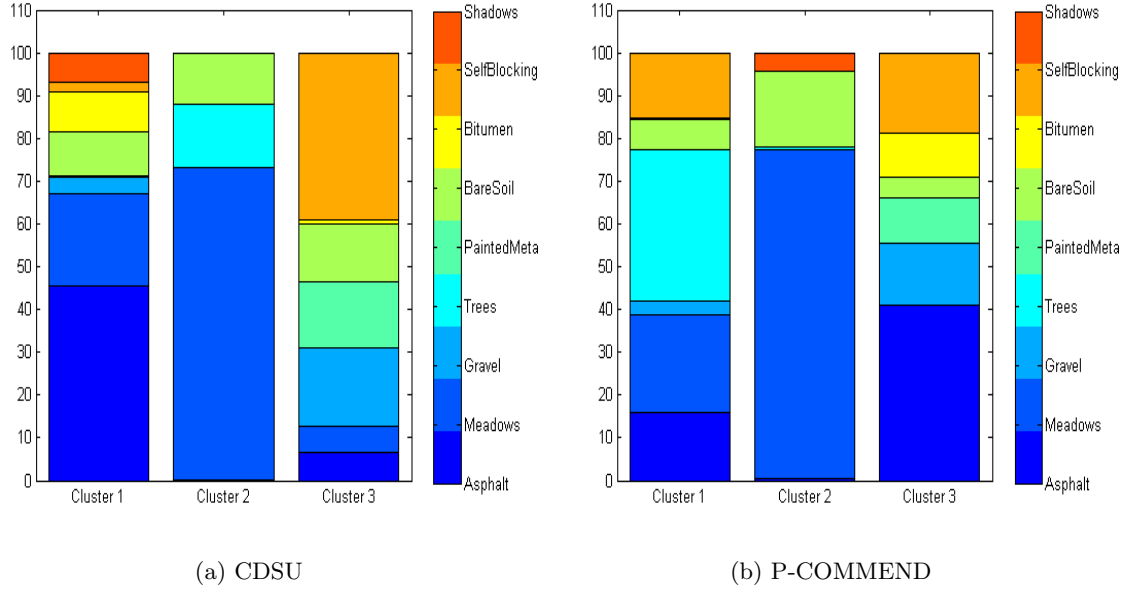 110
100
90
80
70
60
50
40
30
20
10
0
Cluster 1 Cluster 2 Cluster 3
Shadows
SelfBlocking
Bitumen
BareSoil
PaintedMeta
Trees
Gravel
Meadows
Asphalt
(a) CDSU
110
100
90
80
70
60
50
40
30
20
10
0
Cluster 1 Cluster 2 Cluster 3
Shadows
SelfBlocking
Bitumen
BareSoil
PaintedMeta
Trees
Gravel
Meadows
Asphalt
(b) P-COMMEND